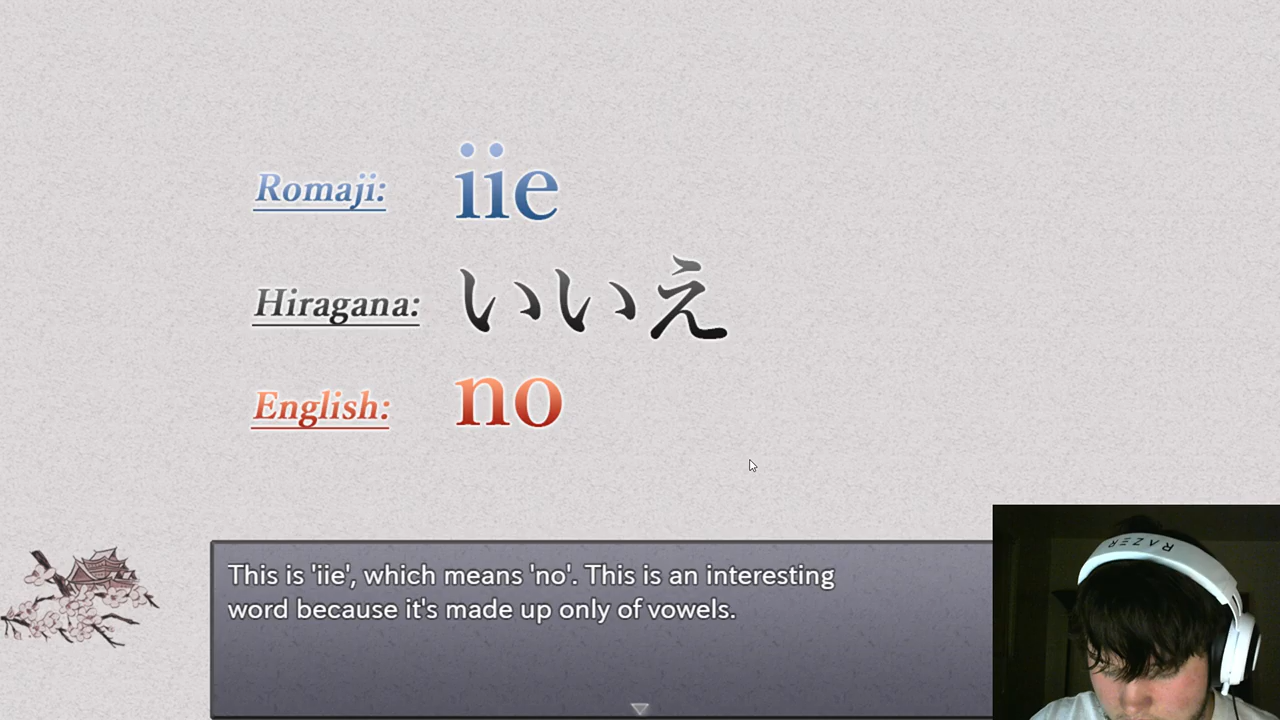 Romaji: iie
Hiragana: いいえ
English: no
This is 'iie', which means 'no'. This is an interesting
word because it's made up only of vowels.
RAZER